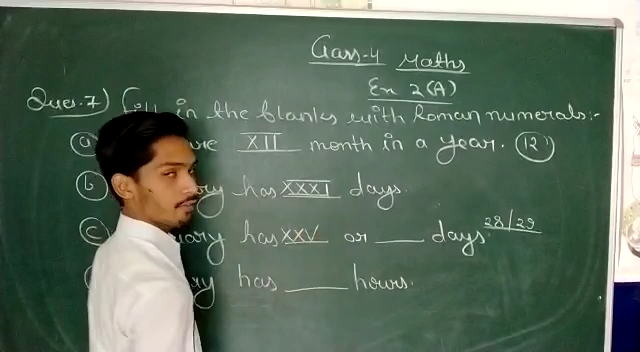 Class-4 Maths
Ex 2(A)
Ques.7) Fill in the blanks with Roman numerals:-
(a) XII month in a year. (12)
(b) has XXXI days.
(c) has XXV or ___ days. 28/29
has ___ hours.